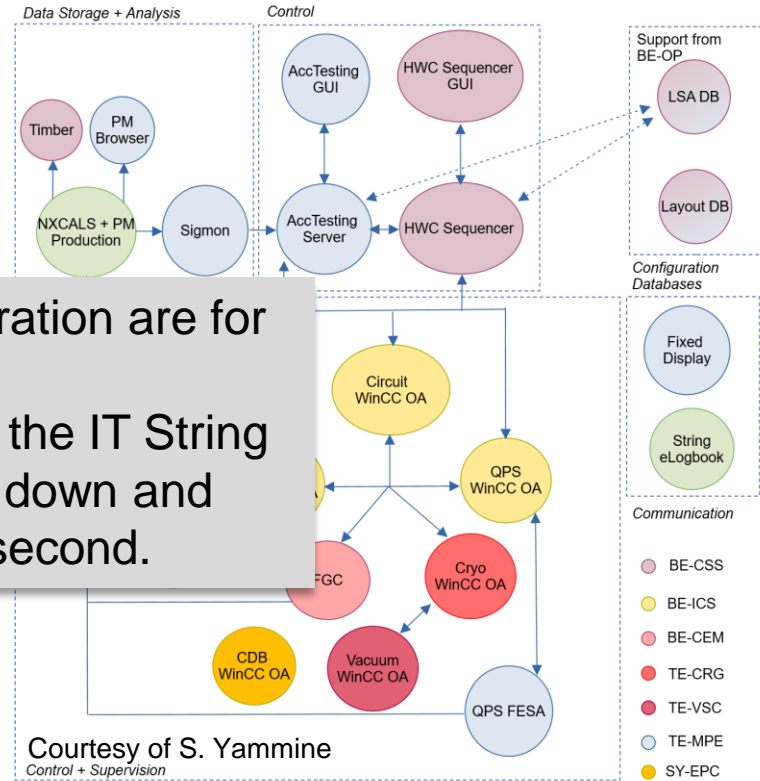 Data Storage + Analysis
Control
Support from
BE-OP
AccTesting
GUI
HWC Sequencer
GUI
LSA DB
Timber
PM
Browser
NXCALS + PM
Production
Sigmon
AccTesting
Server
HWC Sequencer
Layout DB
Configuration
Databases
ration are for
the IT String
down and
second.
Circuit
WinCC OA
QPS
WinCC OA
Fixed
Display
String
eLogbook
Communication
FGC
Cryo
WinCC OA
CDB
WinCC OA
Vacuum
WinCC OA
QPS FESA
BE-CSS
BE-ICS
BE-CEM
TE-CRG
TE-VSC
TE-MPE
SY-EPC
Courtesy of S. Yammine
Control + Supervision